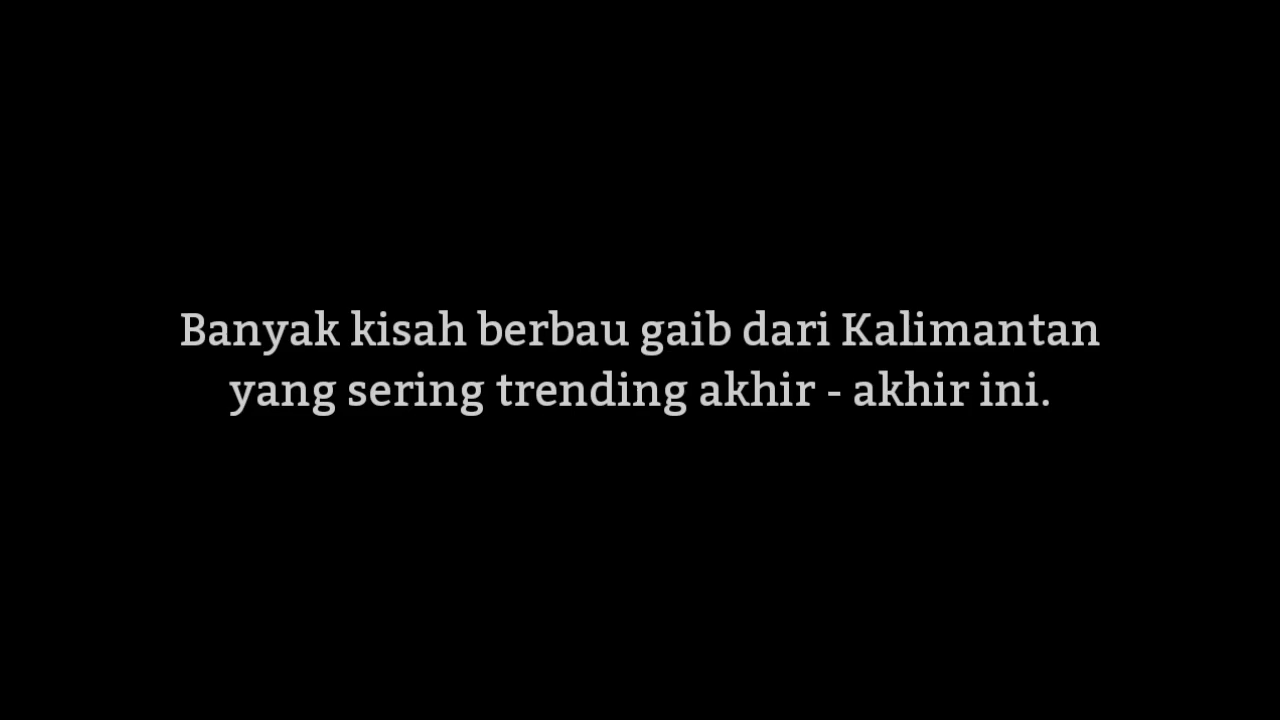 Banyak kisah berbau gaib dari Kalimantan
yang sering trending akhir - akhir ini.